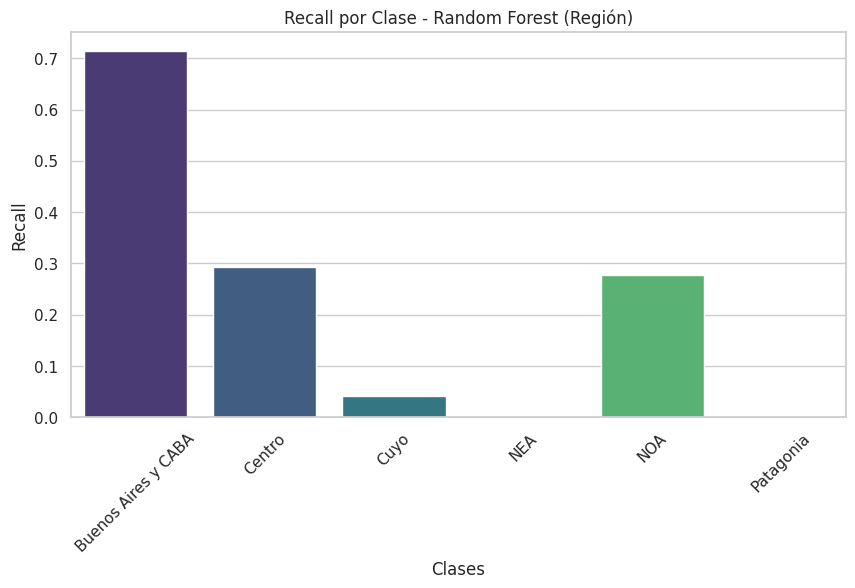 Recall por Clase - Random Forest (Región)
Recall
0.7
0.6
0.5
0.4
0.3
0.2
0.1
0.0
Buenos Aires y CABA
Centro
Cuyo
NEA
NOA
Patagonia
Clases